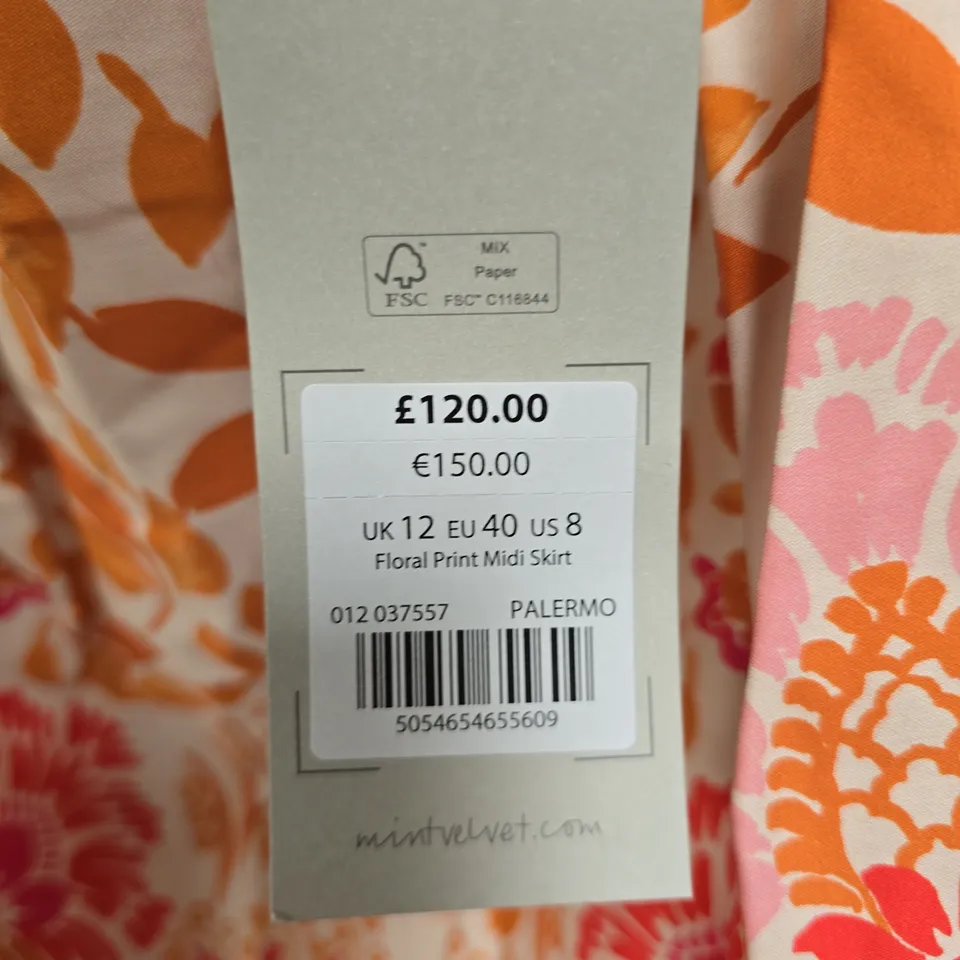 MIX
Paper
FSC™ C116844
FSC
£120.00
€150.00
UK 12 EU 40 US 8
Floral Print Midi Skirt
012 037557 PALERMO
5054654655609
mintvelvet.com